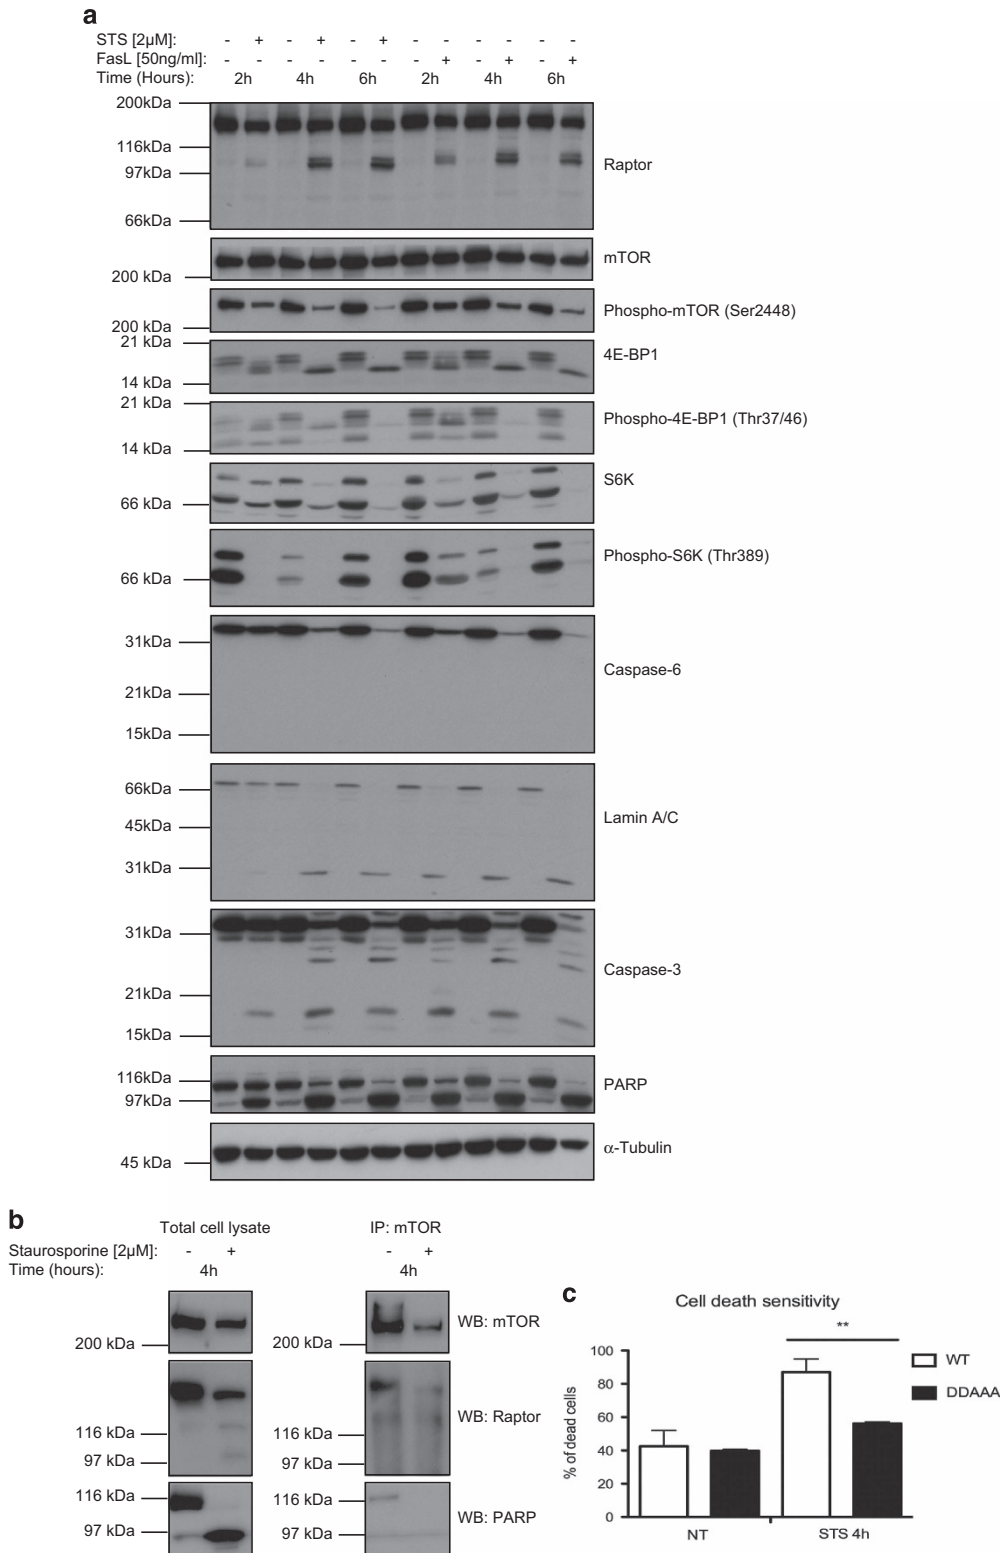 a
STS [2µM]: - + - + - + - - - - - -
FasL [50ng/ml]: - - - - - - - + - + - +
Time (Hours): 2h 4h 6h 2h 4h 6h
200kDa
116kDa
97kDa
66kDa
Raptor
mTOR
200 kDa
Phospho-mTOR (Ser2448)
200 kDa
21 kDa
4E-BP1
14 kDa
21 kDa
Phospho-4E-BP1 (Thr37/46)
14 kDa
S6K
66 kDa
Phospho-S6K (Thr389)
66 kDa
31kDa
Caspase-6
21kDa
15kDa
66kDa
Lamin A/C
45kDa
31kDa
31kDa
Caspase-3
21kDa
15kDa
116kDa
PARP
97kDa
α-Tubulin
45 kDa
b
Total cell lysate IP: mTOR
Staurosporine [2µM]: - + - +
Time (hours): 4h 4h
200 kDa 200 kDa WB: mTOR
WB: Raptor
116 kDa 116 kDa
97 kDa 97 kDa
116 kDa 116 kDa
WB: PARP
97 kDa 97 kDa
c
Cell death sensitivity
**
% of dead cells
100
80
60
40
20
0
NT STS 4h
WT
DDAAA